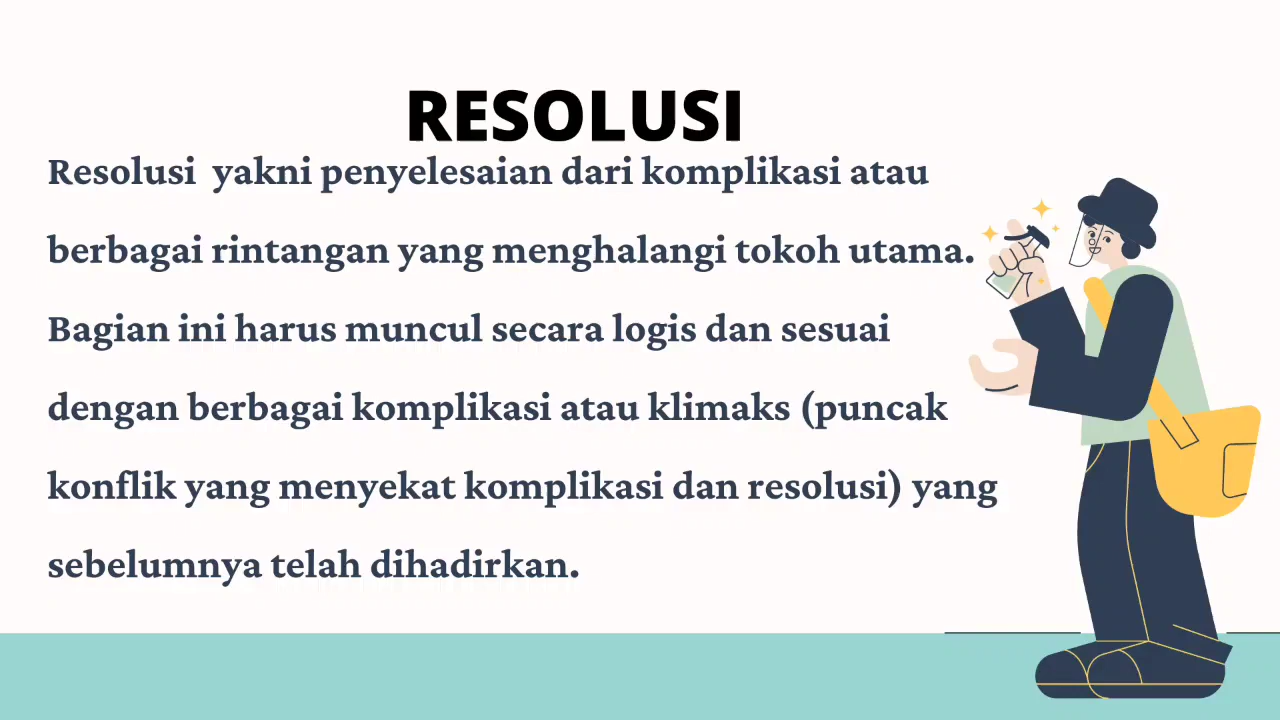 RESOLUSI
Resolusi  yakni penyelesaian dari komplikasi atau
berbagai rintangan yang menghalangi tokoh utama.
Bagian ini harus muncul secara logis dan sesuai
dengan berbagai komplikasi atau klimaks (puncak
konflik yang menyekat komplikasi dan resolusi) yang
sebelumnya telah dihadirkan.